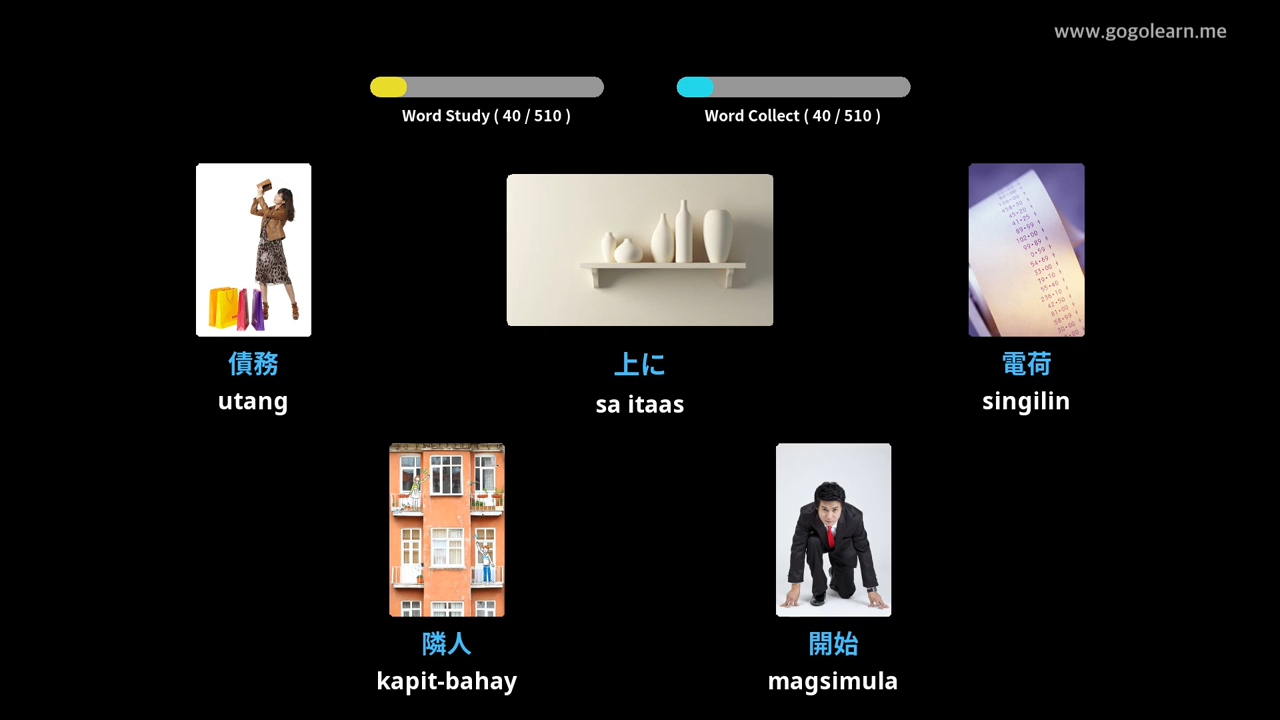 www.gogolearn.me
Word Study ( 40 / 510 )
Word Collect ( 40 / 510 )
債務
utang
上に
sa itaas
電荷
singilin
隣人
kapit-bahay
開始
magsimula